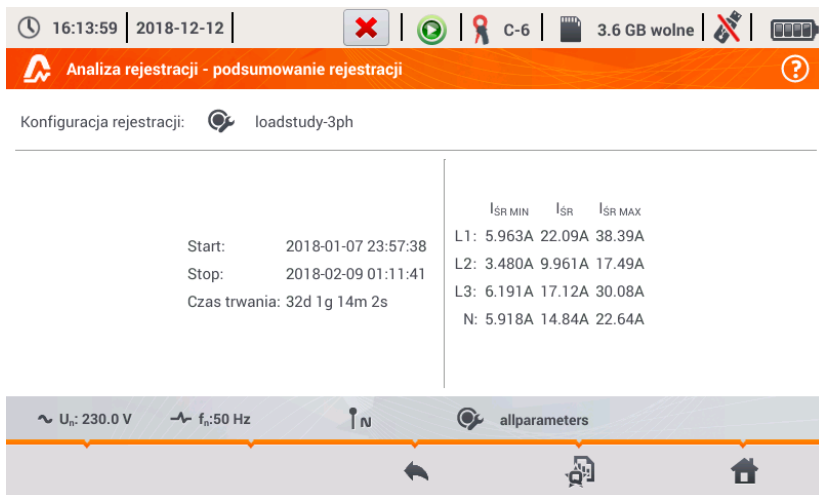 16:13:59 2018-12-12 C-6 3.6 GB wolne
Analiza rejestracji - podsumowanie rejestracji ?
Konfiguracja rejestracji: loadstudy-3ph
Start: 2018-01-07 23:57:38
Stop: 2018-02-09 01:11:41
Czas trwania: 32d 1g 14m 2s
IŚR MIN IŚR IŚR MAX
L1: 5.963A 22.09A 38.39A
L2: 3.480A 9.961A 17.49A
L3: 6.191A 17.12A 30.08A
N: 5.918A 14.84A 22.64A
Un: 230.0 V fn:50 Hz N allparameters